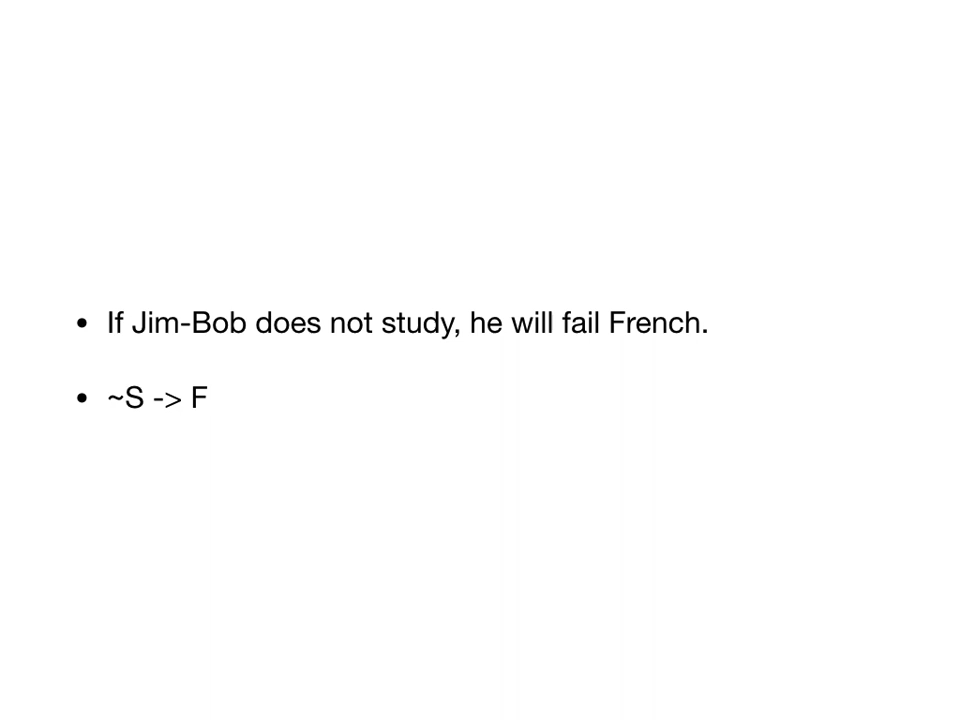 • If Jim-Bob does not study, he will fail French.
• ~S -> F